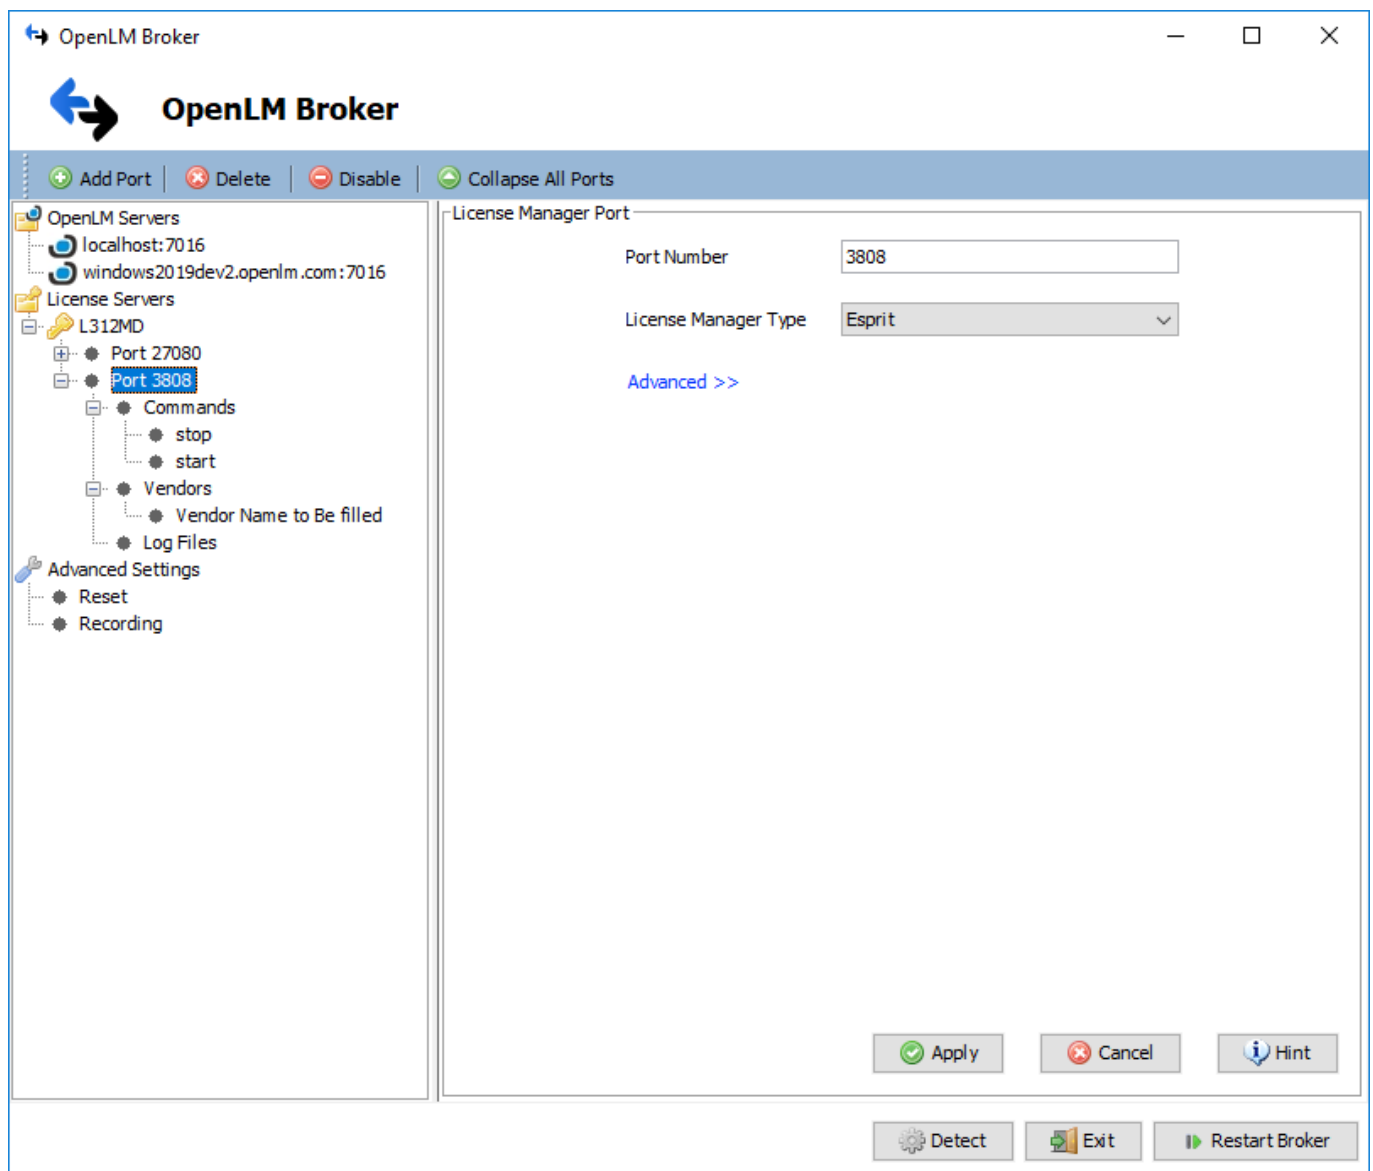 OpenLM Broker
OpenLM Broker
Add Port Delete Disable Collapse All Ports
OpenLM Servers
localhost:7016
windows2019dev2.openlm.com:7016
License Servers
L312MD
Port 27080
Port 3808
Commands
stop
start
Vendors
Vendor Name to Be filled
Log Files
Advanced Settings
Reset
Recording
License Manager Port
Port Number 3808
License Manager Type Esprit
Advanced >>
Apply Cancel Hint
Detect Exit Restart Broker